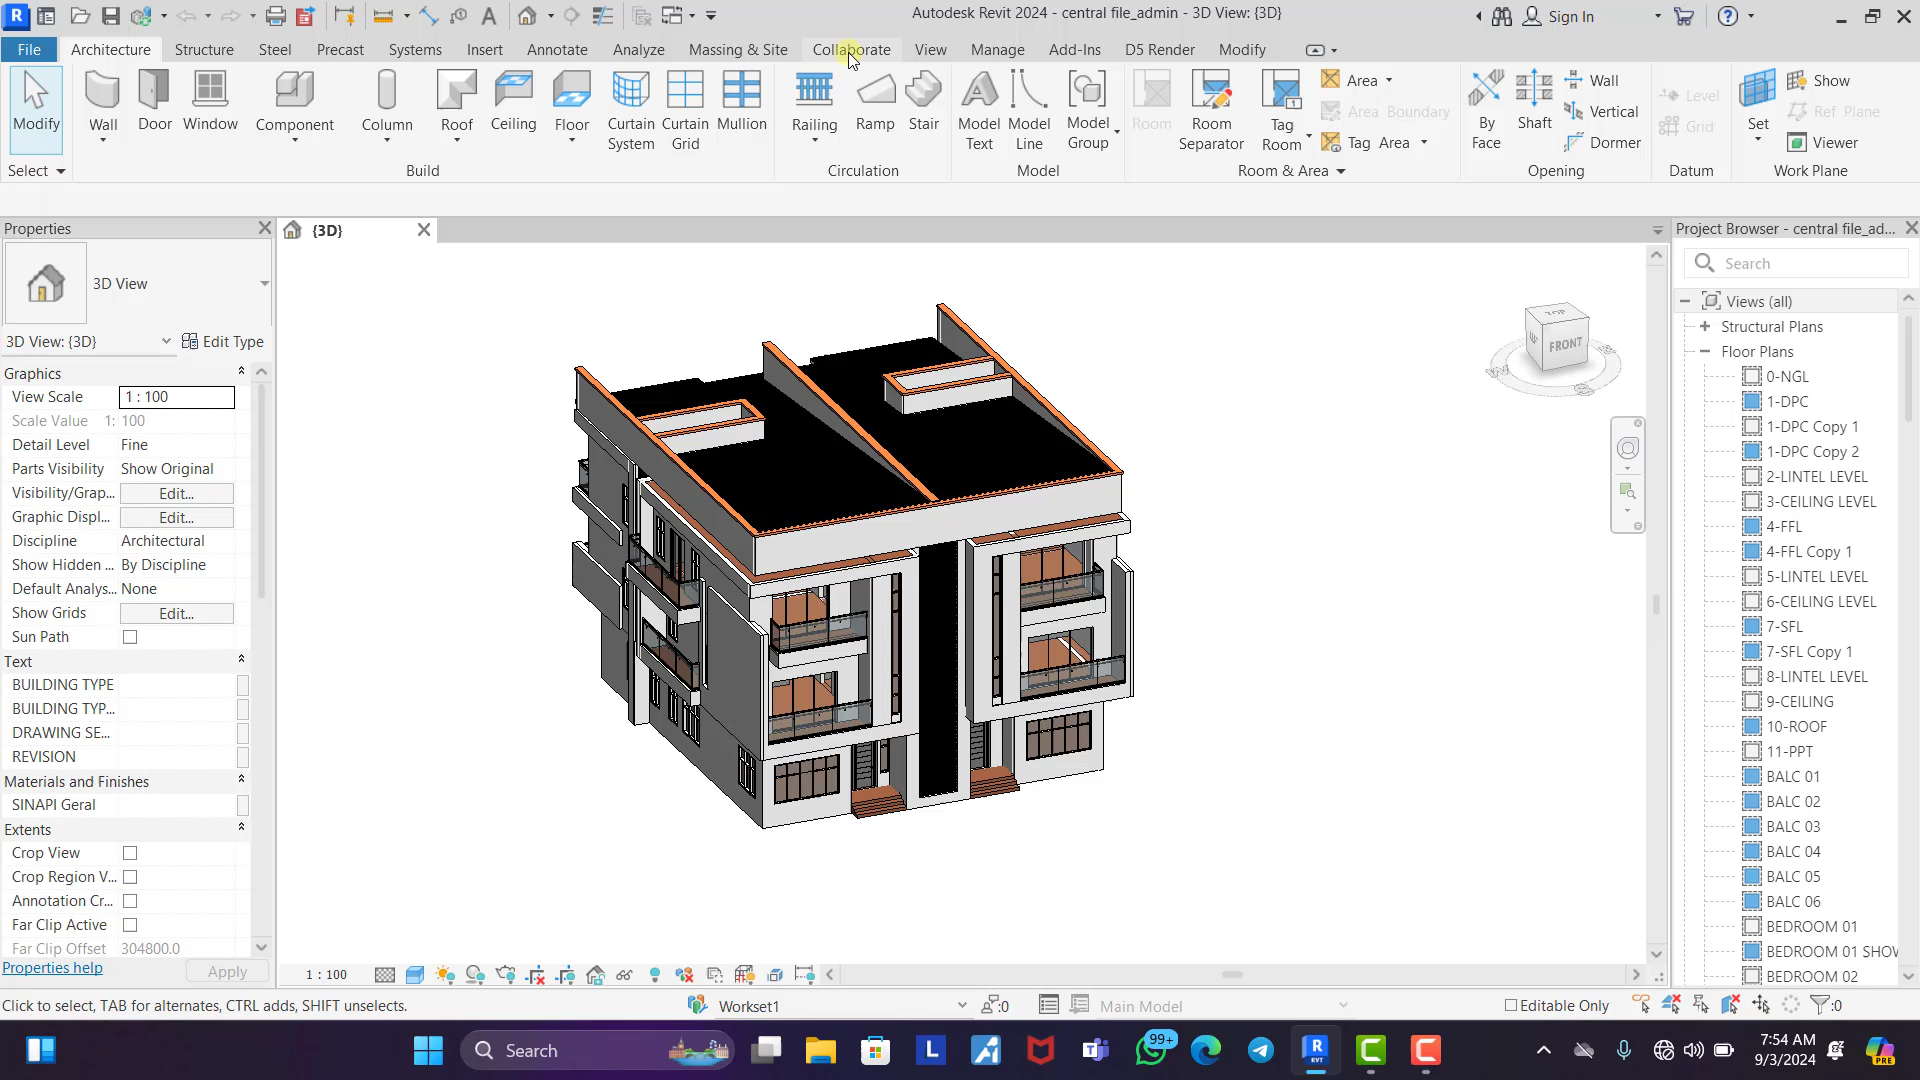 Autodesk Revit 2024 - central file_admin - 3D View: {3D}
Sign In
File Architecture Structure Steel Precast Systems Insert Annotate Analyze Massing & Site Collaborate View Manage Add-Ins D5 Render Modify
Modify
Wall
Door
Window
Component
Column
Roof
Ceiling
Floor
Curtain System
Curtain Grid
Mullion
Railing
Ramp
Stair
Model Text
Model Line
Model Group
Room
Room Separator
Tag Room
Area
Area Boundary
Tag Area
By Face
Shaft
Wall
Vertical
Dormer
Level
Grid
Set
Show
Ref Plane
Viewer
Select
Build
Circulation
Model
Room & Area
Opening
Datum
Work Plane
Properties
3D View
3D View: {3D}
Edit Type
Graphics
View Scale 1 : 100
Scale Value 1: 100
Detail Level Fine
Parts Visibility Show Original
Visibility/Grap... Edit...
Graphic Displ... Edit...
Discipline Architectural
Show Hidden ... By Discipline
Default Analys... None
Show Grids Edit...
Sun Path
Text
BUILDING TYPE
BUILDING TYP...
DRAWING SE...
REVISION
Materials and Finishes
SINAPI Geral
Extents
Crop View
Crop Region V...
Annotation Cr...
Far Clip Active
Far Clip Offset 304800.0
Properties help
Apply
{3D}
TOP
FRONT
Project Browser - central file_ad...
Search
Views (all)
Structural Plans
Floor Plans
0-NGL
1-DPC
1-DPC Copy 1
1-DPC Copy 2
2-LINTEL LEVEL
3-CEILING LEVEL
4-FFL
4-FFL Copy 1
5-LINTEL LEVEL
6-CEILING LEVEL
7-SFL
7-SFL Copy 1
8-LINTEL LEVEL
9-CEILING
10-ROOF
11-PPT
BALC 01
BALC 02
BALC 03
BALC 04
BALC 05
BALC 06
BEDROOM 01
BEDROOM 01 SHOW
BEDROOM 02
1 : 100
Click to select, TAB for alternates, CTRL adds, SHIFT unselects.
Workset1
:0
Main Model
Editable Only
:0
Search
99+
7:54 AM
9/3/2024